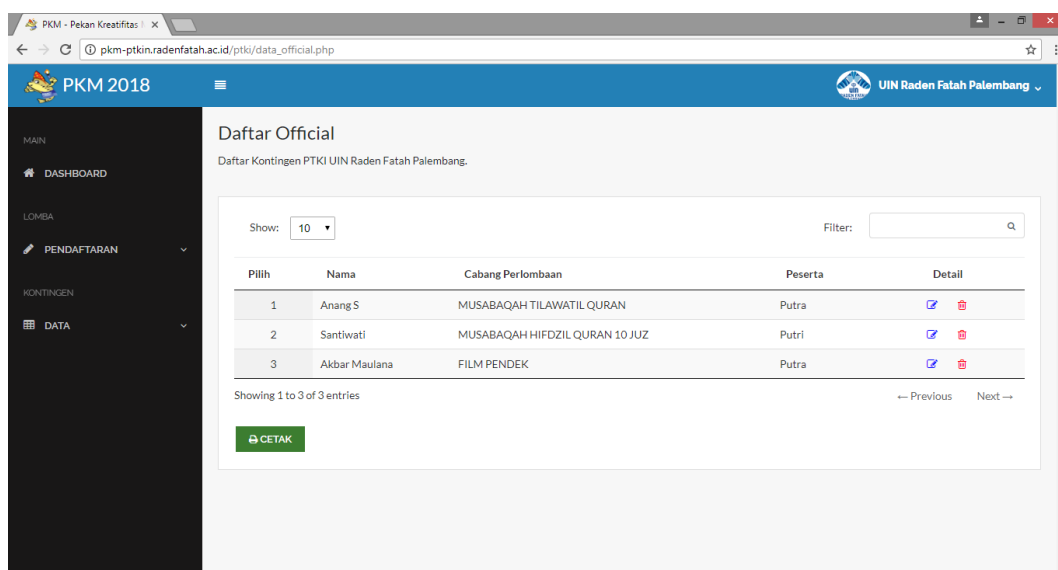 PKM - Pekan Kreatifitas
pkm-ptkin.radenfatah.ac.id/ptki/data_official.php
PKM 2018
UIN Raden Fatah Palembang
MAIN
DASHBOARD
LOMBA
PENDAFTARAN
KONTINGEN
DATA
Daftar Official
Daftar Kontingen PTKI UIN Raden Fatah Palembang.
Show: 10 Filter:
Pilih Nama Cabang Perlombaan Peserta Detail
1 Anang S MUSABAQAH TILAWATIL QURAN Putra
2 Santiwati MUSABAQAH HIFDZIL QURAN 10 JUZ Putri
3 Akbar Maulana FILM PENDEK Putra
Showing 1 to 3 of 3 entries ← Previous Next →
CETAK